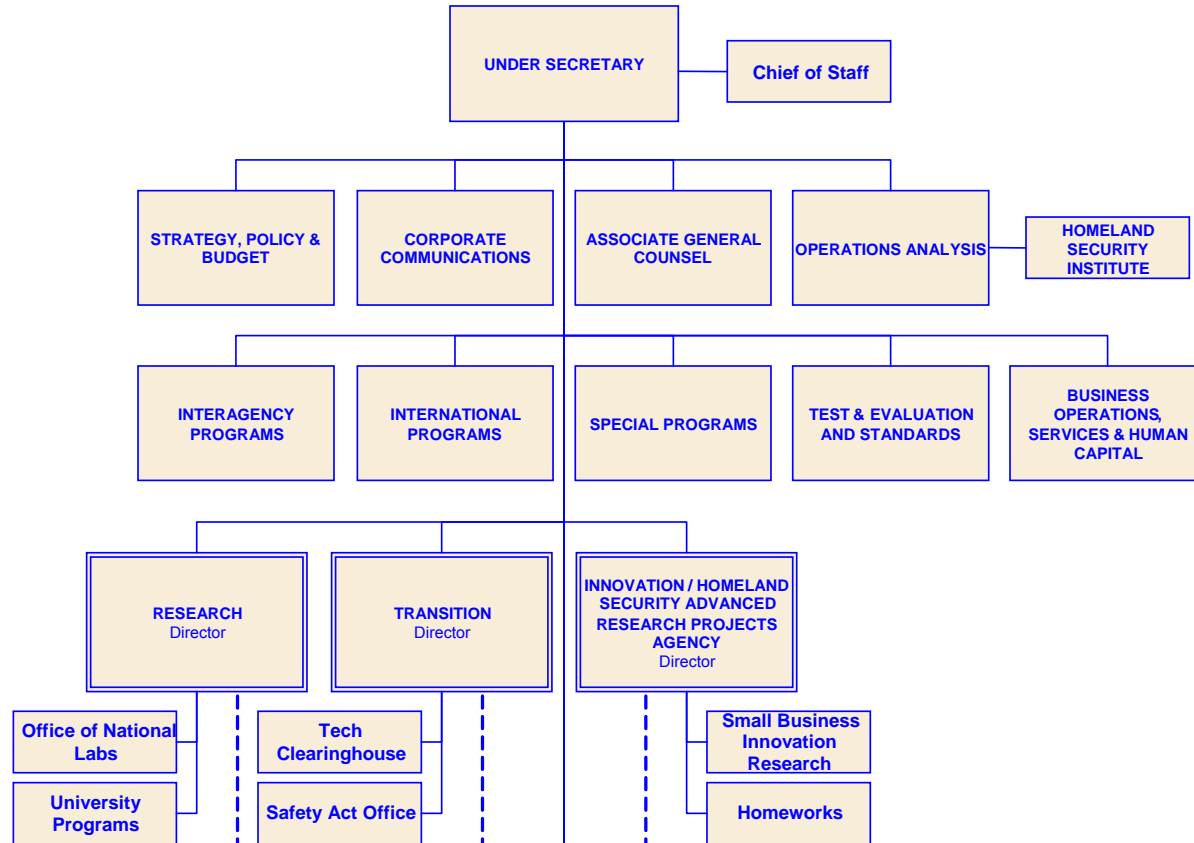 UNDER SECRETARY
Chief of Staff
STRATEGY, POLICY &
BUDGET
CORPORATE
COMMUNICATIONS
ASSOCIATE GENERAL
COUNSEL
OPERATIONS ANALYSIS
HOMELAND
SECURITY
INSTITUTE
INTERAGENCY
PROGRAMS
INTERNATIONAL
PROGRAMS
SPECIAL PROGRAMS
TEST & EVALUATION
AND STANDARDS
BUSINESS
OPERATIONS,
SERVICES & HUMAN
CAPITAL
RESEARCH
Director
TRANSITION
Director
INNOVATION / HOMELAND
SECURITY ADVANCED
RESEARCH PROJECTS
AGENCY
Director
Office of National
Labs
Tech
Clearinghouse
Small Business
Innovation
Research
University
Programs
Safety Act Office
Homeworks